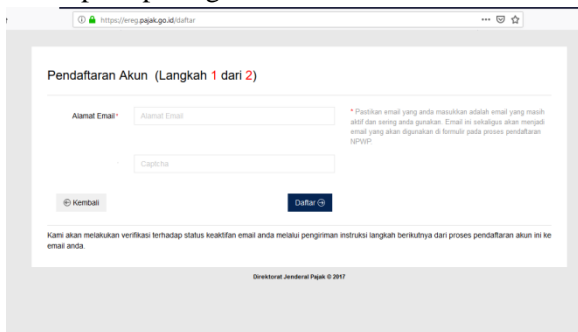 https://ereg.pajak.go.id/daftar
Pendaftaran Akun (Langkah 1 dari 2)
Alamat Email*
Alamat Email
* Pastikan email yang anda masukkan adalah email yang masih
aktif dan sering anda gunakan. Email ini sekaligus akan menjadi
email yang akan digunakan di formulir pada proses pendaftaran
NPWP
Captcha
Kembali
Daftar
Kami akan melakukan verifikasi terhadap status keaktifan email anda melalui pengiriman instruksi langkah berikutnya dari proses pendaftaran akun ini ke
email anda.
Direktorat Jenderal Pajak © 2017